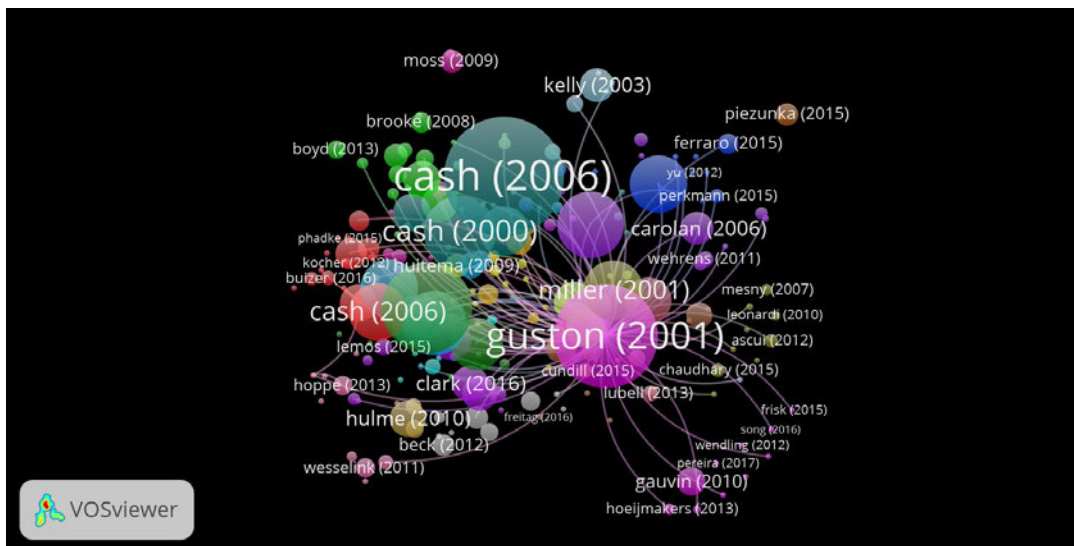 moss (2009)
kelly (2003)
piezunka (2015)
brooke (2008)
ferraro (2015)
boyd (2013)
yu (2012)
cash (2006)
perkmann (2015)
carolan (2006)
cash (2000)
phadke (2015)
wehrens (2011)
kocher (2012)
huitema (2009)
buizer (2016)
miller (2001)
mesny (2007)
cash (2006)
leonardi (2010)
guston (2001)
ascui (2012)
lemos (2015)
cundill (2015)
chaudhary (2015)
hoppe (2013)
clark (2016)
lubell (2013)
frisk (2015)
hulme (2010)
freitag (2016)
song (2016)
beck (2012)
wendling (2012)
wesselink (2011)
pereira (2017)
gauvin (2010)
hoeijmakers (2013)
VOSviewer